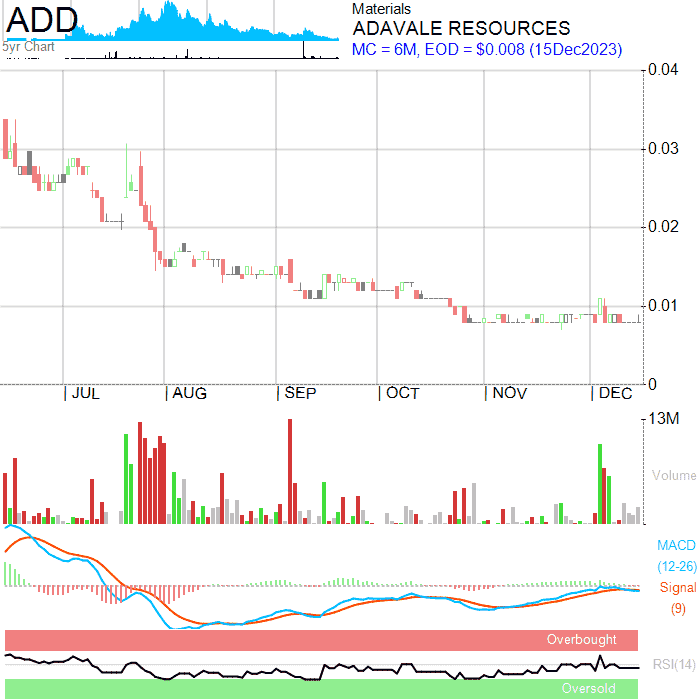 ADD
5yr Chart
Materials
ADAVALE RESOURCES
MC = 6M, EOD = $0.008 (15Dec2023)
0.04
0.03
0.02
0.01
0
JUL AUG SEP OCT NOV DEC
13M
Volume
MACD
(12-26)
Signal
(9)
Overbought
RSI(14)
Oversold